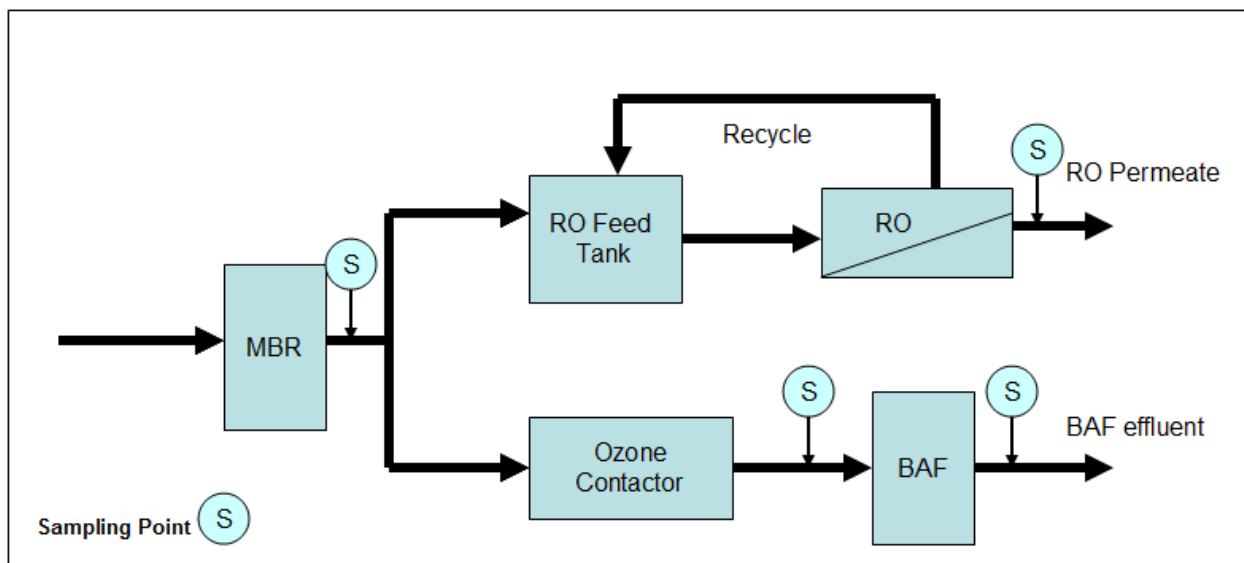 Recycle
S
RO Permeate
RO Feed
Tank
RO
S
MBR
S
S
BAF effluent
Ozone
Contactor
BAF
Sampling Point
S